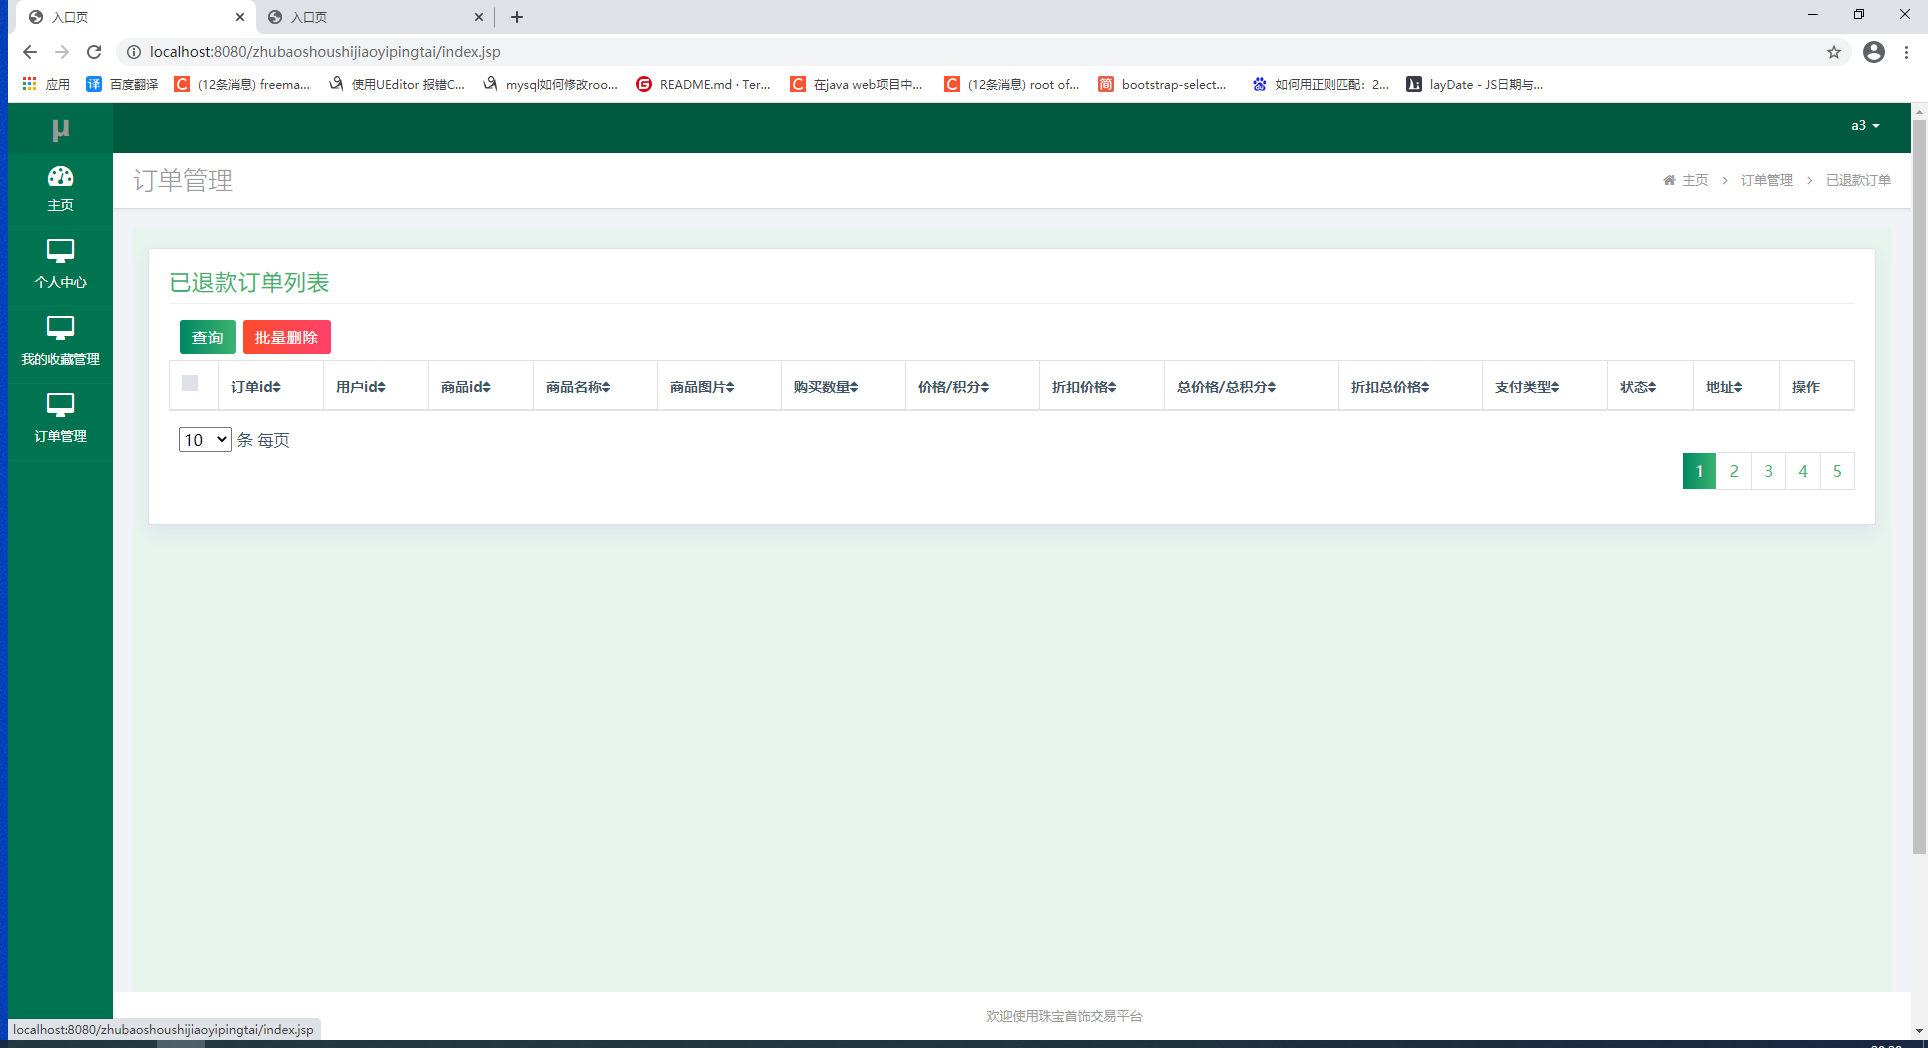 入口页
入口页
localhost:8080/zhubaoshoushijiaoyipingtai/index.jsp
应用 百度翻译 (12条消息) freema... 使用UEditor 报错C... mysql如何修改roo... README.md · Ter... 在java web项目中... (12条消息) root of... bootstrap-select... 如何用正则匹配：2... layDate - JS日期与...
μ
a3
主页
个人中心
我的收藏管理
订单管理
订单管理
主页 > 订单管理 > 已退款订单
已退款订单列表
查询 批量删除
订单id 用户id 商品id 商品名称 商品图片 购买数量 价格/积分 折扣价格 总价格/总积分 折扣总价格 支付类型 状态 地址 操作
10 条 每页
1 2 3 4 5
欢迎使用珠宝首饰交易平台
localhost:8080/zhubaoshoushijiaoyipingtai/index.jsp